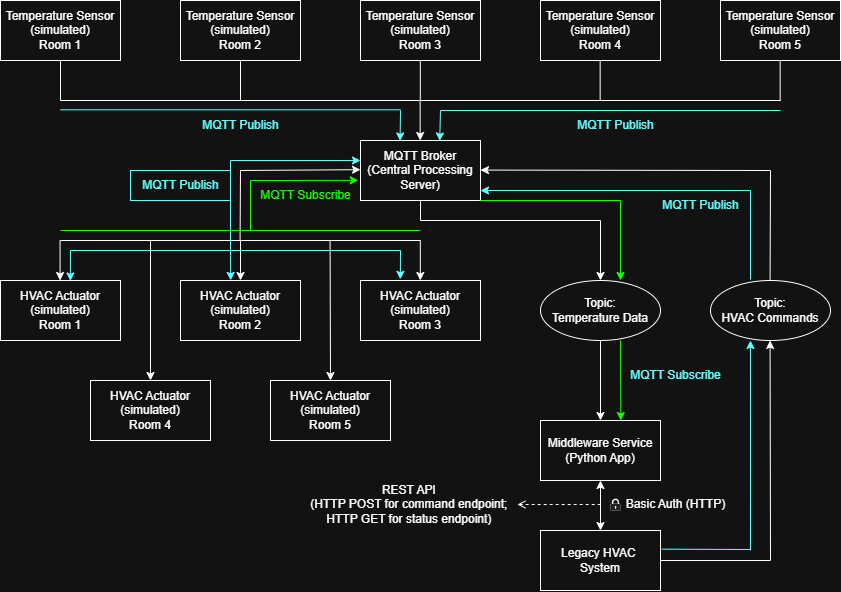 Temperature Sensor
(simulated)
Room 1
Temperature Sensor
(simulated)
Room 2
Temperature Sensor
(simulated)
Room 3
Temperature Sensor
(simulated)
Room 4
Temperature Sensor
(simulated)
Room 5
MQTT Publish
MQTT Publish
MQTT Broker
(Central Processing
Server)
MQTT Publish
MQTT Subscribe
MQTT Publish
HVAC Actuator
(simulated)
Room 1
HVAC Actuator
(simulated)
Room 2
HVAC Actuator
(simulated)
Room 3
Topic:
Temperature Data
Topic:
HVAC Commands
MQTT Subscribe
HVAC Actuator
(simulated)
Room 4
HVAC Actuator
(simulated)
Room 5
Middleware Service
(Python App)
REST API
(HTTP POST for command endpoint;
HTTP GET for status endpoint)
Basic Auth (HTTP)
Legacy HVAC
System